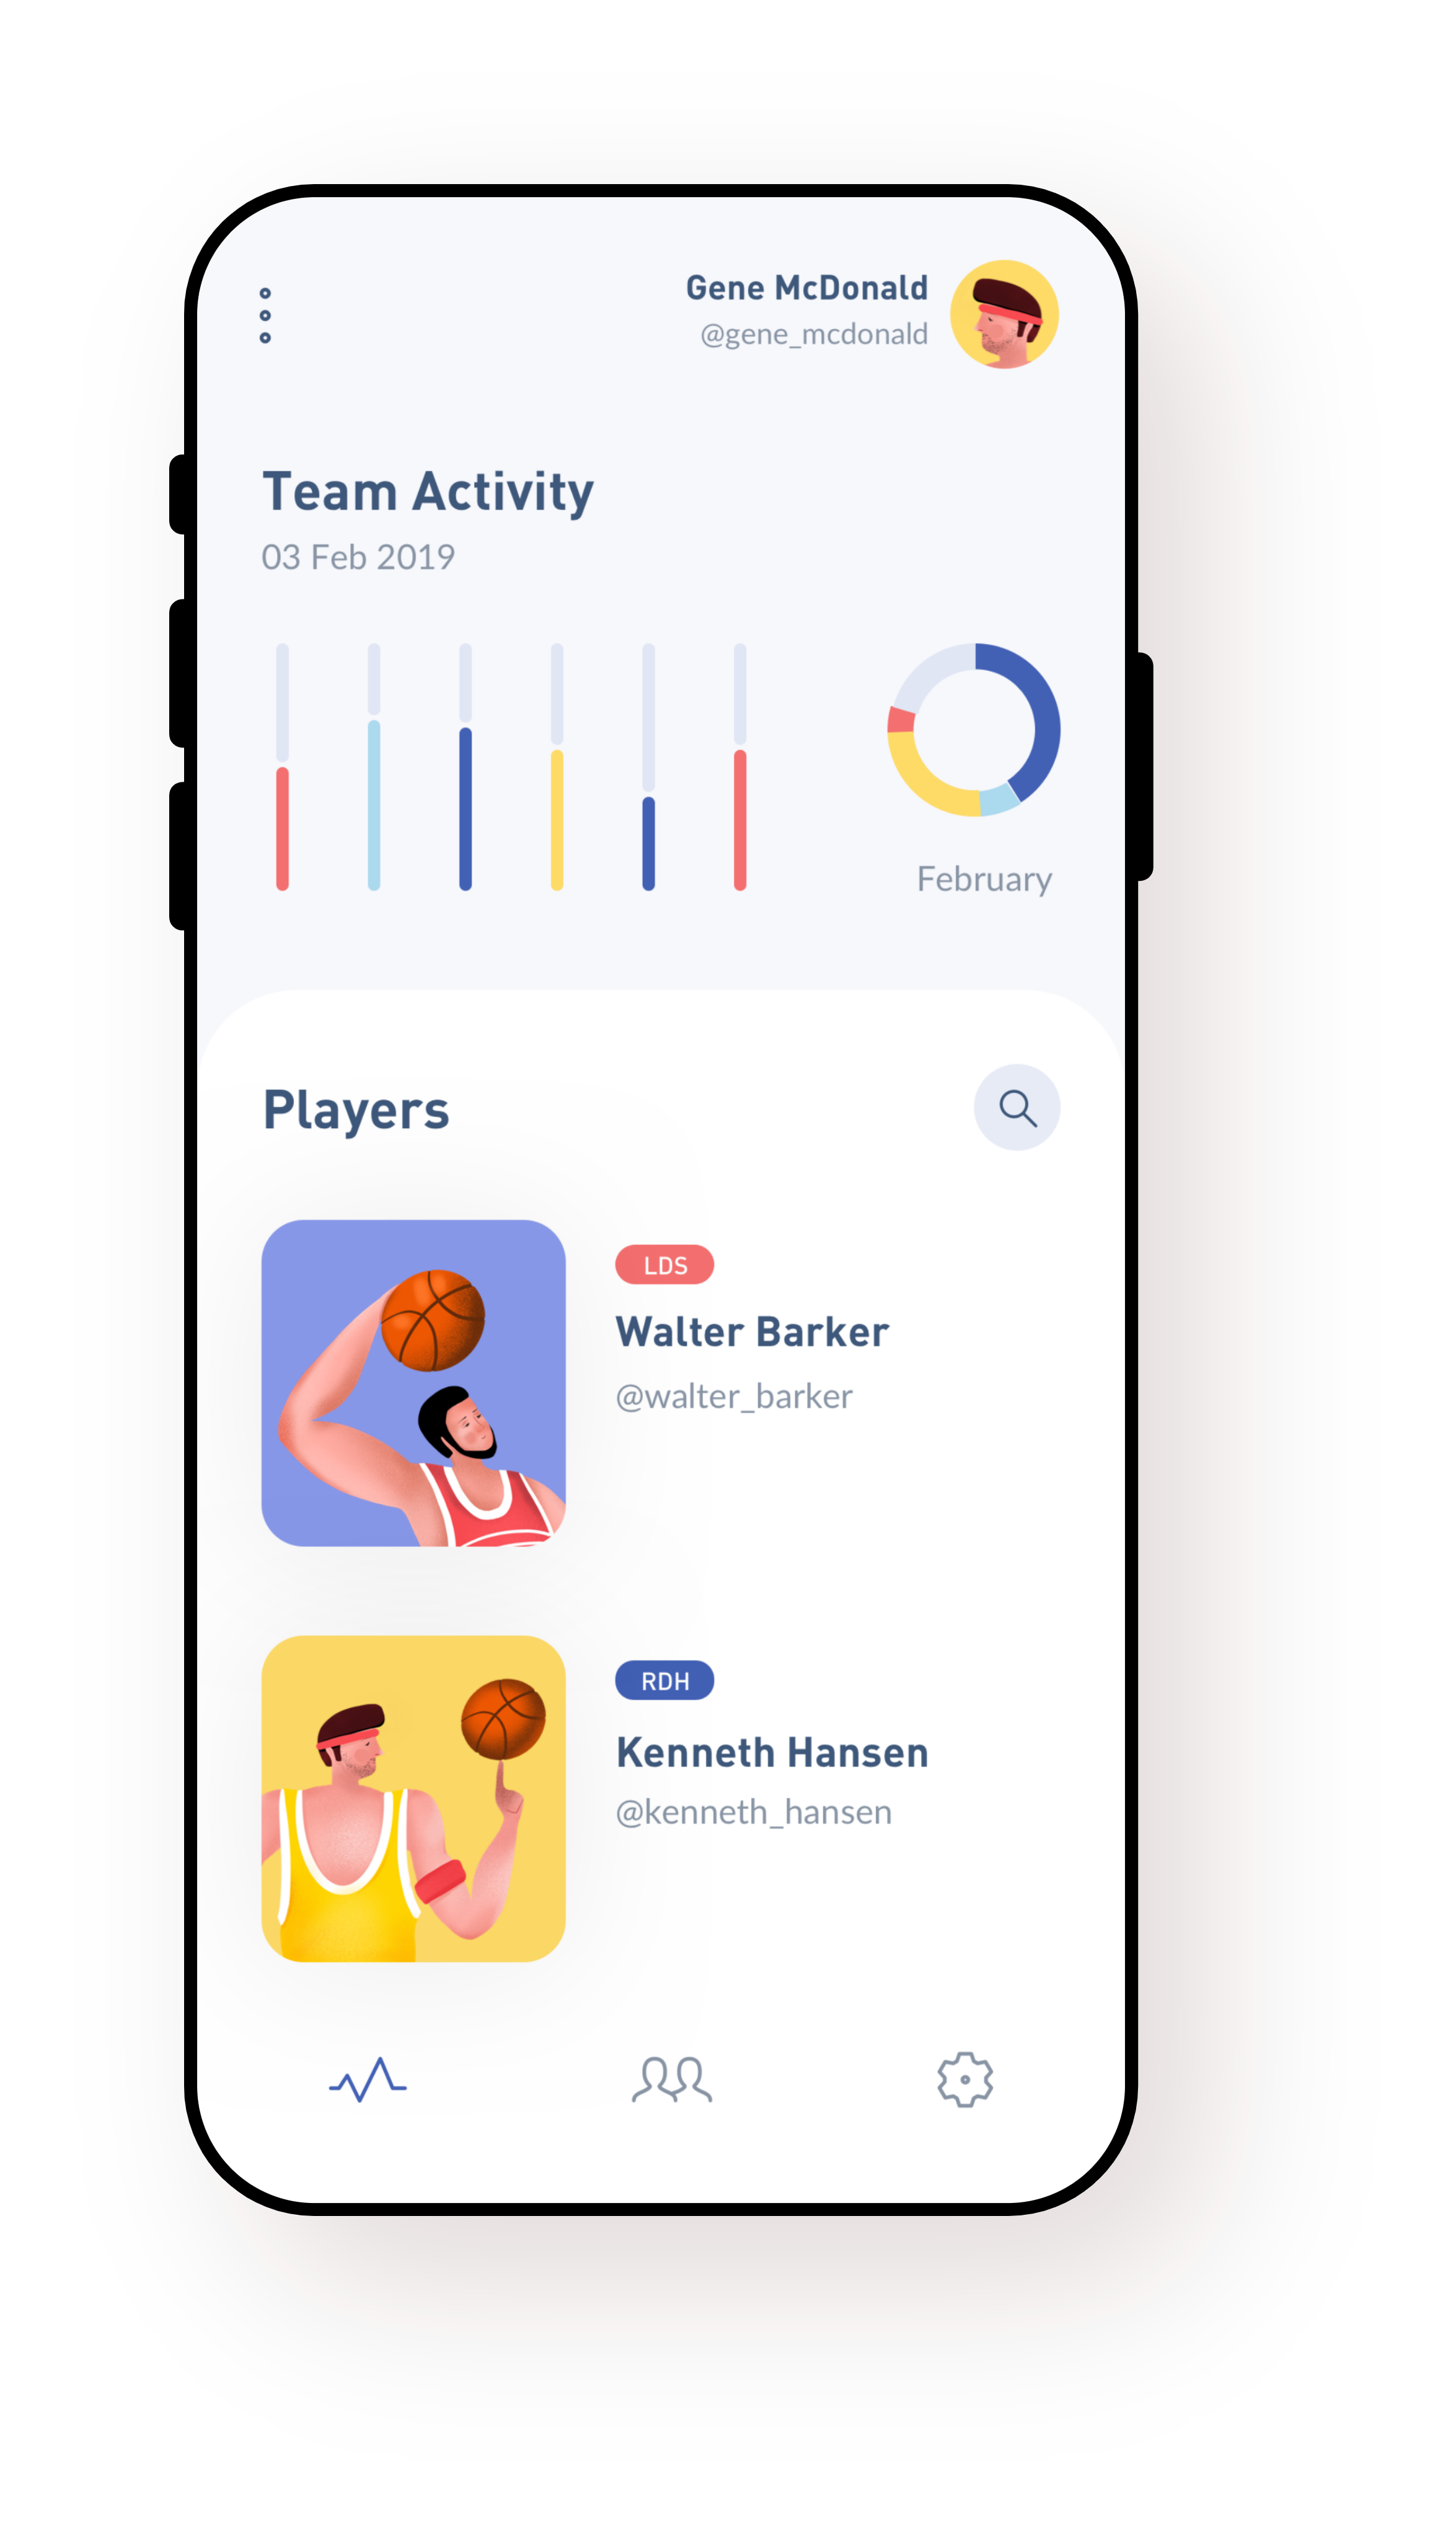 Gene McDonald
@gene_mcdonald
Team Activity
03 Feb 2019
February
Players
LDS
Walter Barker
@walter_barker
RDH
Kenneth Hansen
@kenneth_hansen